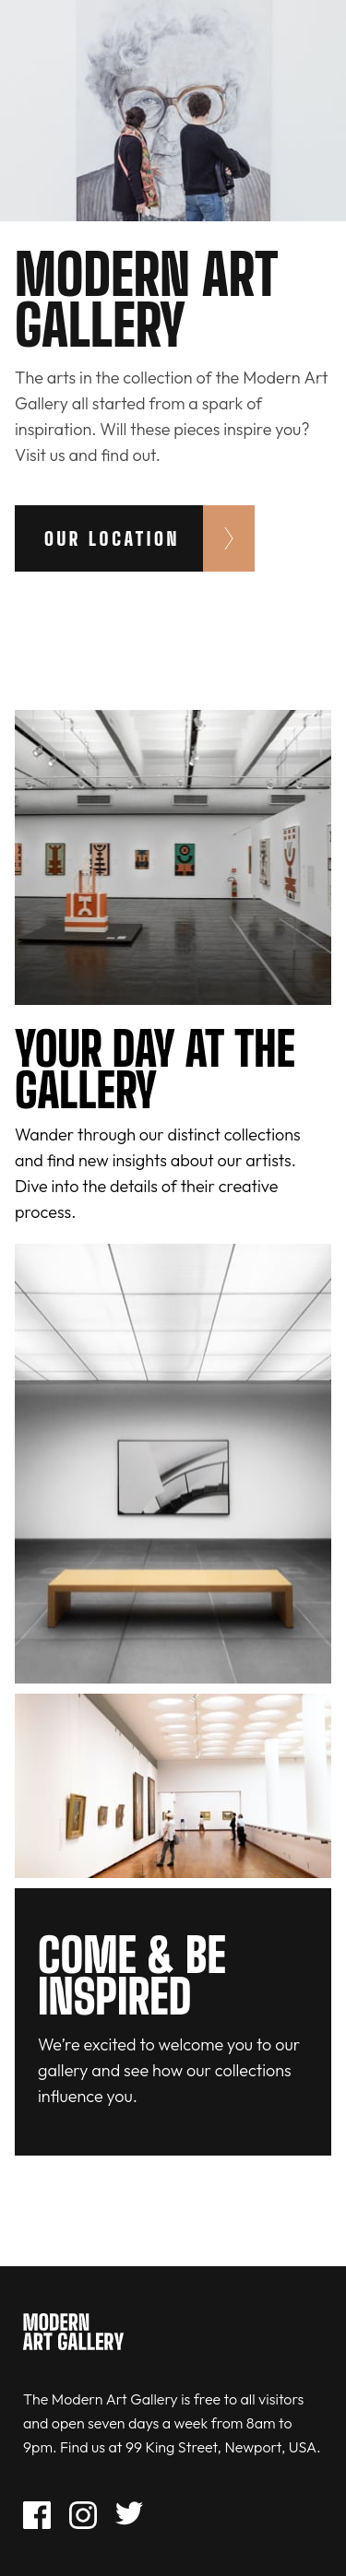 MODERN ART
GALLERY
The arts in the collection of the Modern Art
Gallery all started from a spark of
inspiration. Will these pieces inspire you?
Visit us and find out.
OUR LOCATION
YOUR DAY AT THE
GALLERY
Wander through our distinct collections
and find new insights about our artists.
Dive into the details of their creative
process.
COME & BE
INSPIRED
We’re excited to welcome you to our
gallery and see how our collections
influence you.
MODERN
ART GALLERY
The Modern Art Gallery is free to all visitors
and open seven days a week from 8am to
9pm. Find us at 99 King Street, Newport, USA.